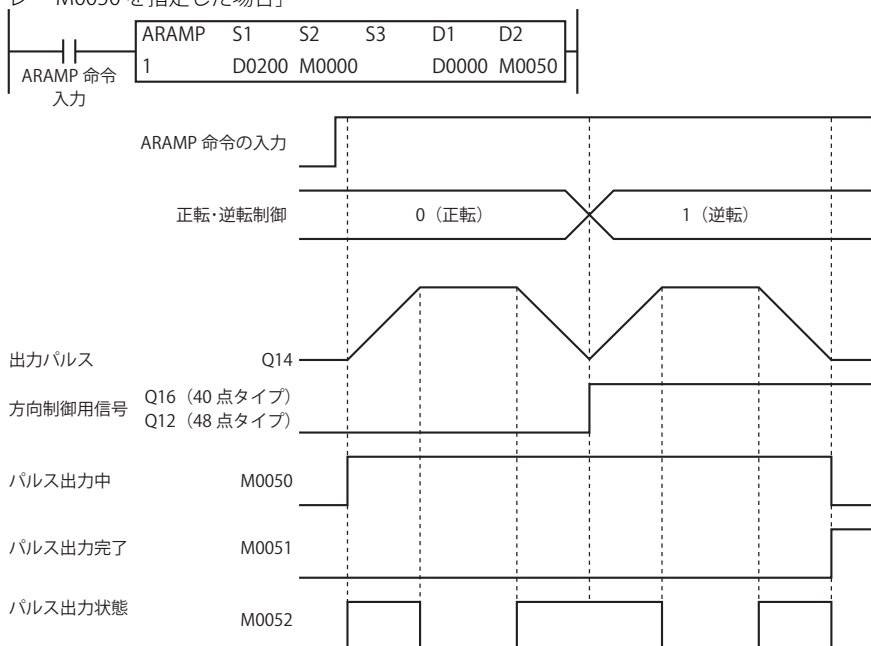 M0050 を指定した場合」
ARAMP S1 S2 S3 D1 D2
1 D0200 M0000 D0000 M0050
ARAMP 命令
入力
ARAMP 命令の入力
正転・逆転制御 0（正転） 1（逆転）
出力パルス Q14
方向制御用信号 Q16（40 点タイプ）
Q12（48 点タイプ）
パルス出力中 M0050
パルス出力完了 M0051
パルス出力状態 M0052